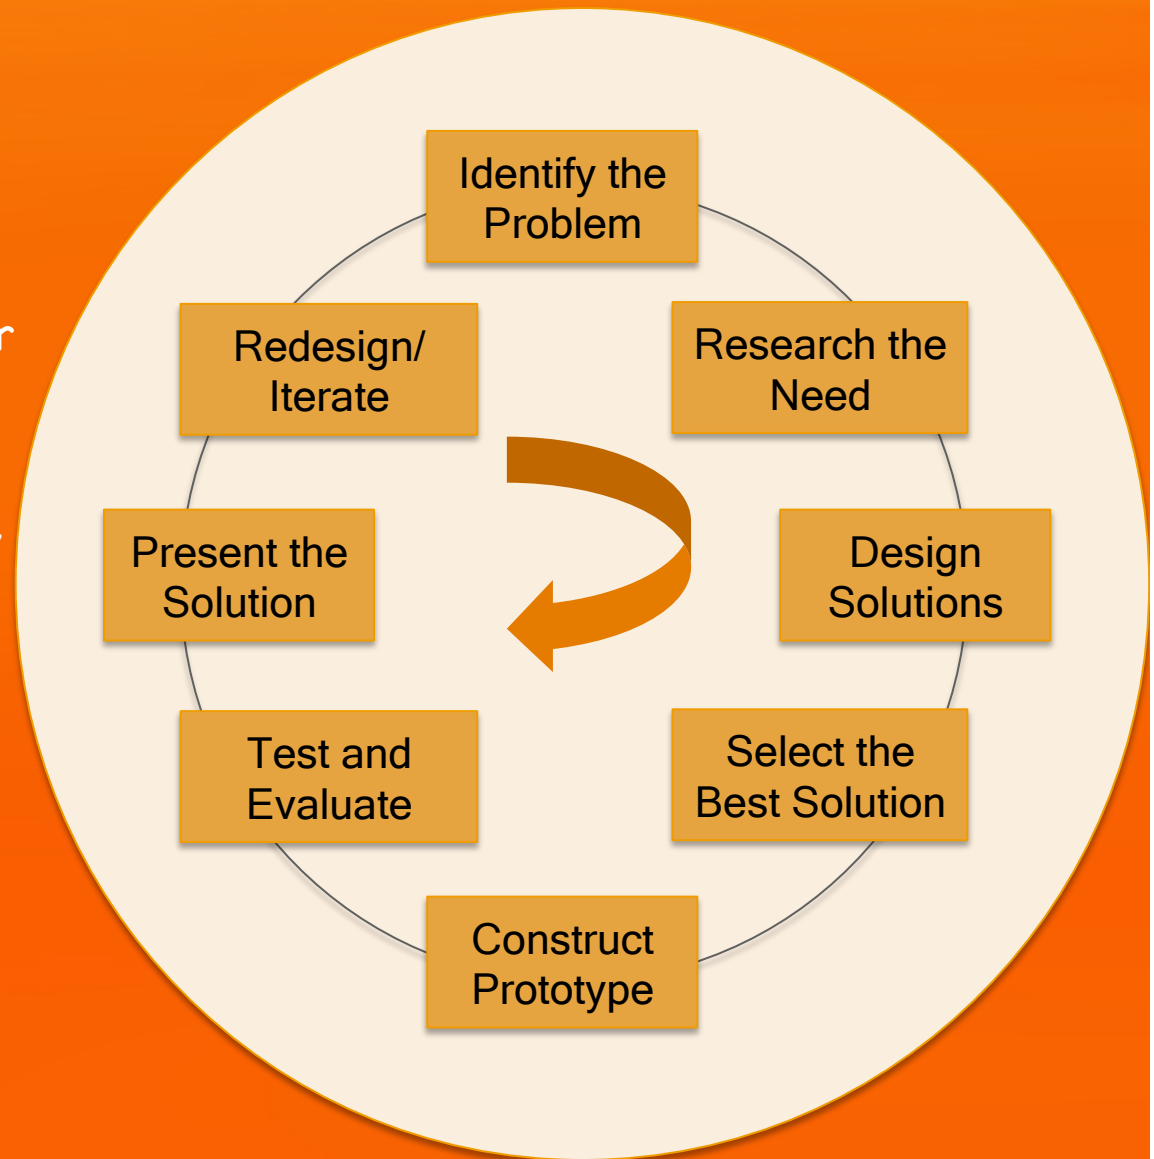 Identify the
Problem
Research the
Need
Design
Solutions
Select the
Best Solution
Construct
Prototype
Test and
Evaluate
Present the
Solution
Redesign/
Iterate